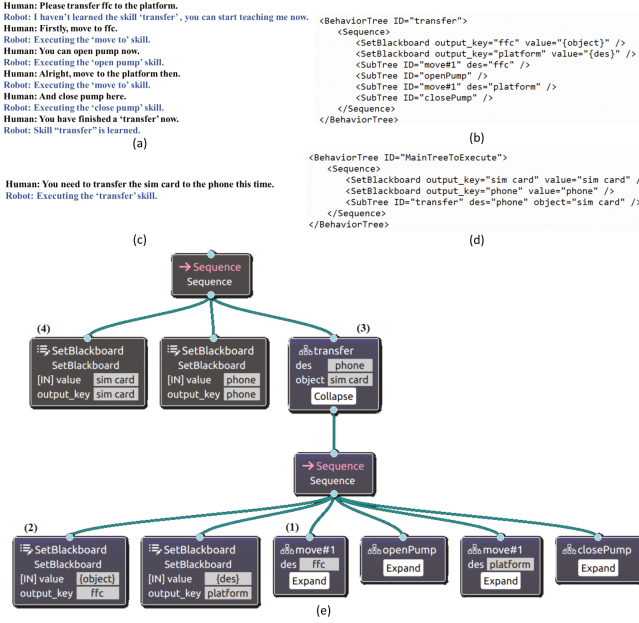 Human: Please transfer ffc to the platform.
Robot: I haven't learned the skill 'transfer', you can start teaching me now.
Human: Firstly, move to ffc.
Robot: Executing the 'move to' skill.
Human: You can open pump now.
Robot: Executing the 'open pump' skill.
Human: Alright, move to the platform then.
Robot: Executing the 'move to' skill.
Human: And close pump here.
Robot: Executing the 'close pump' skill.
Human: You have finished a 'transfer' now.
Robot: Skill "transfer" is learned.
(a)
<BehaviorTree ID="transfer">
<Sequence>
<SetBlackboard output_key="ffc" value="{object}" />
<SetBlackboard output_key="platform" value="{des}" />
<SubTree ID="move#1" des="ffc" />
<SubTree ID="openPump" />
<SubTree ID="move#1" des="platform" />
<SubTree ID="closePump" />
</Sequence>
</BehaviorTree>
(b)
Human: You need to transfer the sim card to the phone this time.
Robot: Executing the 'transfer' skill.
(c)
<BehaviorTree ID="MainTreeToExecute">
<Sequence>
<SetBlackboard output_key="sim card" value="sim card" /
<SetBlackboard output_key="phone" value="phone" />
<SubTree ID="transfer" des="phone" object="sim card" />
</Sequence>
</BehaviorTree>
(d)
→ Sequence
Sequence
(4)
SetBlackboard
SetBlackboard
[IN] value sim card
output_key sim card
SetBlackboard
SetBlackboard
[IN] value phone
output_key phone
(3)
transfer
des phone
object sim card
Collapse
→ Sequence
Sequence
(2)
SetBlackboard
SetBlackboard
[IN] value {object}
output_key ffc
SetBlackboard
SetBlackboard
[IN] value {des}
output_key platform
(1)
move#1
des ffc
Expand
openPump
Expand
move#1
des platform
Expand
closePump
Expand
(e)